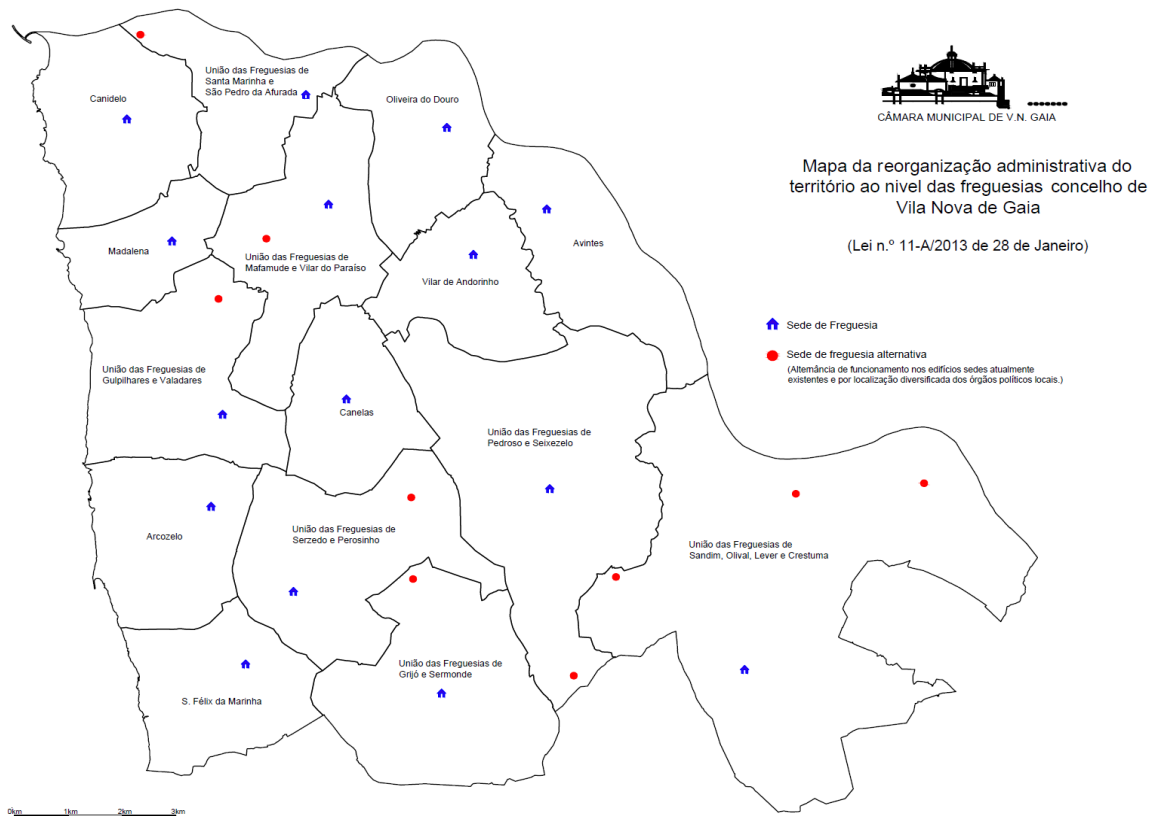 União das Freguesias de
Santa Marinha e
São Pedro da Afurada
Canidelo
Oliveira do Douro
CÂMARA MUNICIPAL DE V.N. GAIA
Mapa da reorganização administrativa do
território ao nivel das freguesias concelho de
Vila Nova de Gaia
(Lei n.º 11-A/2013 de 28 de Janeiro)
Madalena
União das Freguesias de
Mafamude e Vilar do Paraíso
Avintes
Vilar de Andorinho
Sede de Freguesia
Sede de freguesia alternativa
(Alternância de funcionamento nos edifícios sedes atualmente
existentes e por localização diversificada dos órgãos políticos locais.)
União das Freguesias de
Gulpilhares e Valadares
Canelas
União das Freguesias de
Pedroso e Seixezelo
Arcozelo
União das Freguesias de
Serzedo e Perosinho
União das Freguesias de
Sandim, Olival, Lever e Crestuma
União das Freguesias de
Grijó e Sermonde
S. Félix da Marinha
0km 1km 2km 3km